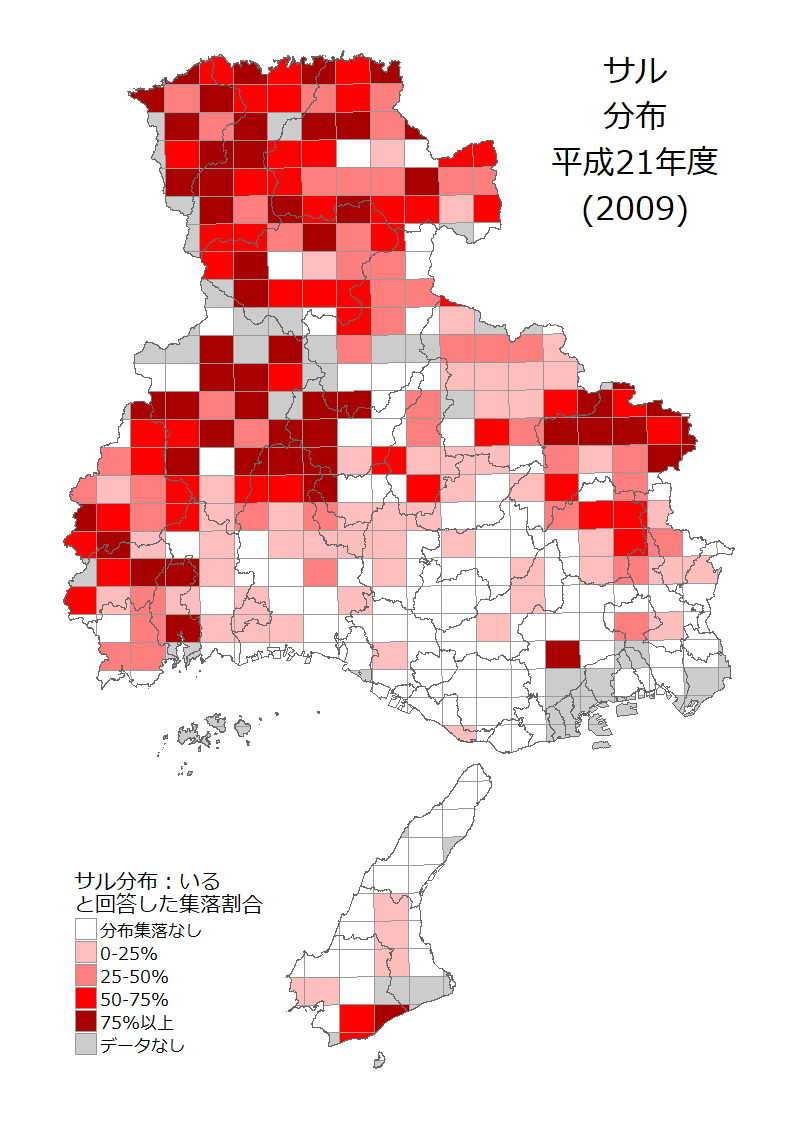 サル
分布
平成21年度
(2009)
サル分布：いる
と回答した集落割合
分布集落なし
0-25%
25-50%
50-75%
75%以上
データなし